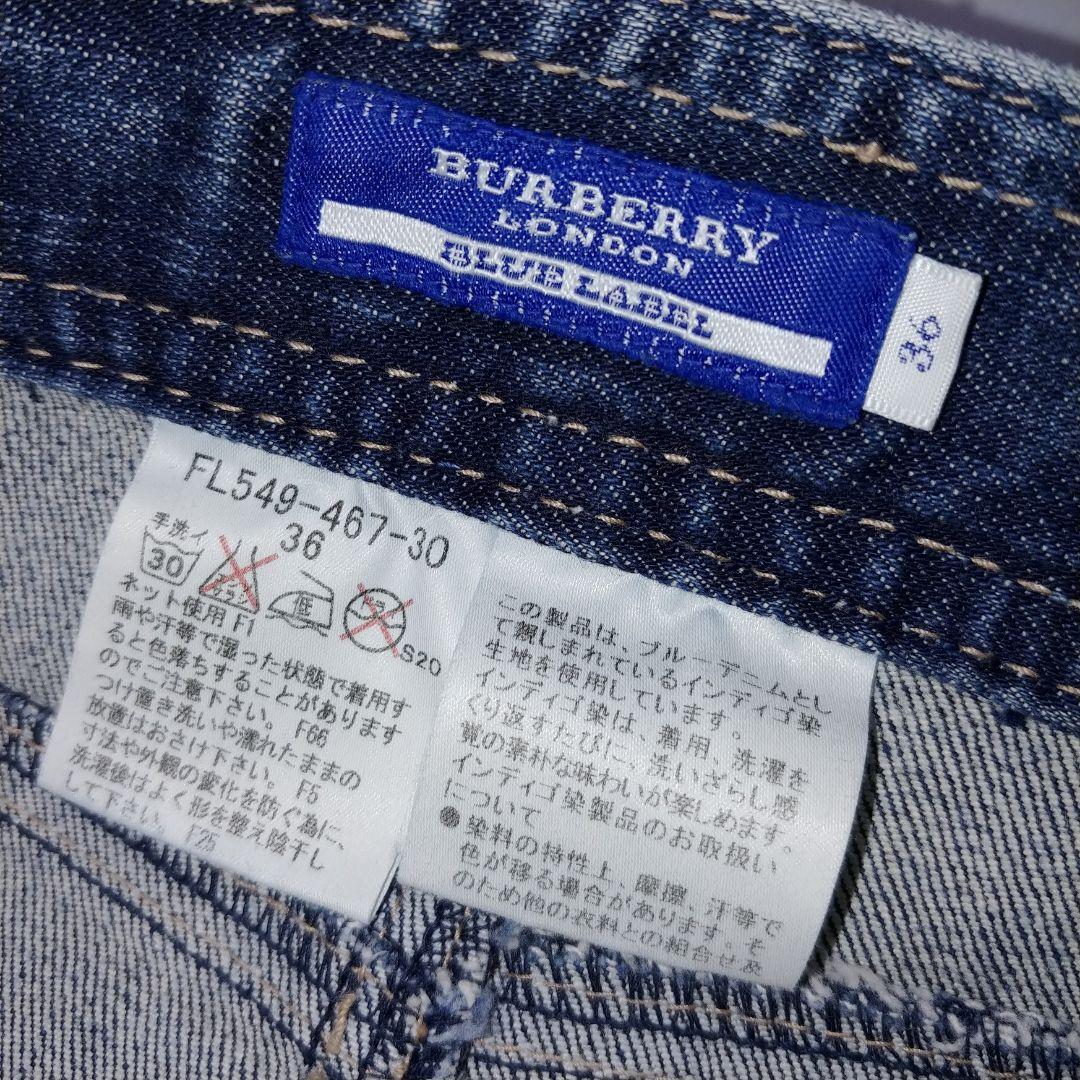 BURBERRY
LONDON
BLUE LABEL
36
FL549-467-30
36
手洗イ
30
低
S20
ネット使用 F1
雨や汗等で湿った状態で着用す
ると色落ちすることがあります
のでご注意下さい。 F66
つけ置き洗いや濡れたままの
放置はおさけ下さい。 F5
寸法や外観の変化を防ぐ為に、
洗濯後はよく形を整え陰干し
して下さい。 F25
この製品は、ブルーデニムとし
て親しまれているインディゴ染
生地を使用しています。
インディゴ染は、着用、洗濯を
くり返すたびに、洗いざらし感
覚の素朴な味わいが楽しめます。
インディゴ染製品のお取扱い
について
●染料の特性上、摩擦、汗等で
色が移る場合があります。そ
のため他の衣料との組合せ及